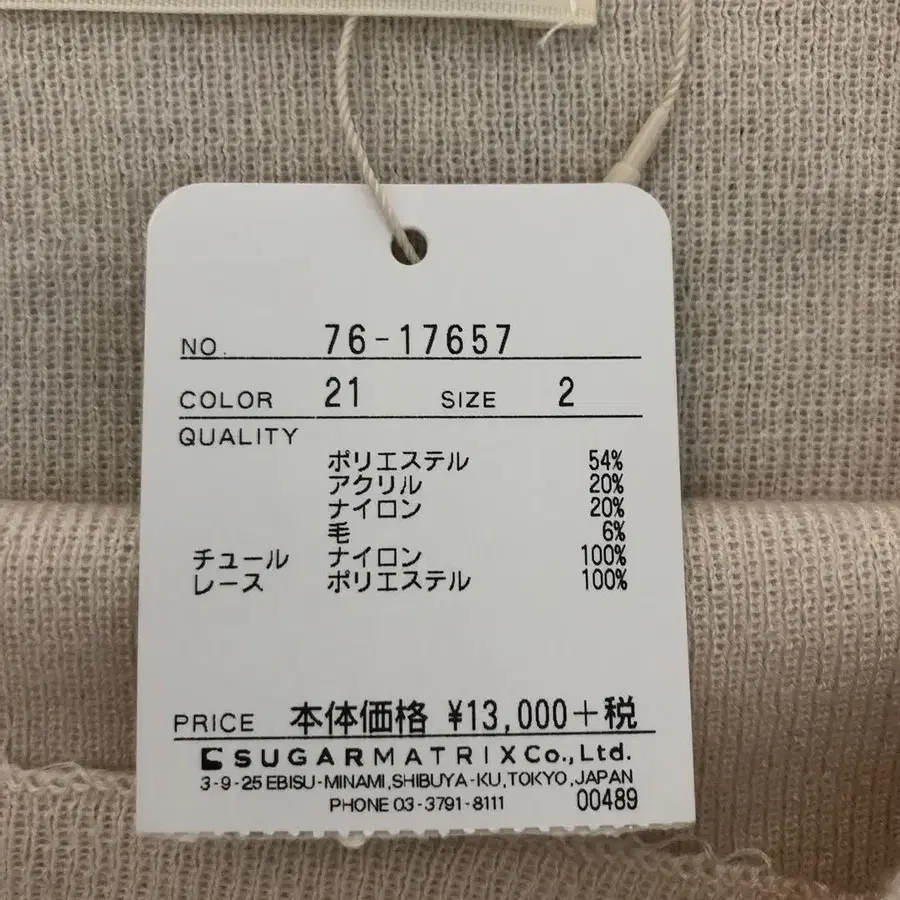 NO. 76-17657
COLOR 21 SIZE 2
QUALITY
ポリエステル 54%
アクリル 20%
ナイロン 20%
毛 6%
チュール ナイロン 100%
レース ポリエステル 100%
PRICE 本体価格 ¥13,000+税
SUGARMATRIX Co., Ltd.
3-9-25 EBISU-MINAMI, SHIBUYA-KU, TOKYO, JAPAN
PHONE 03-3791-8111 00489